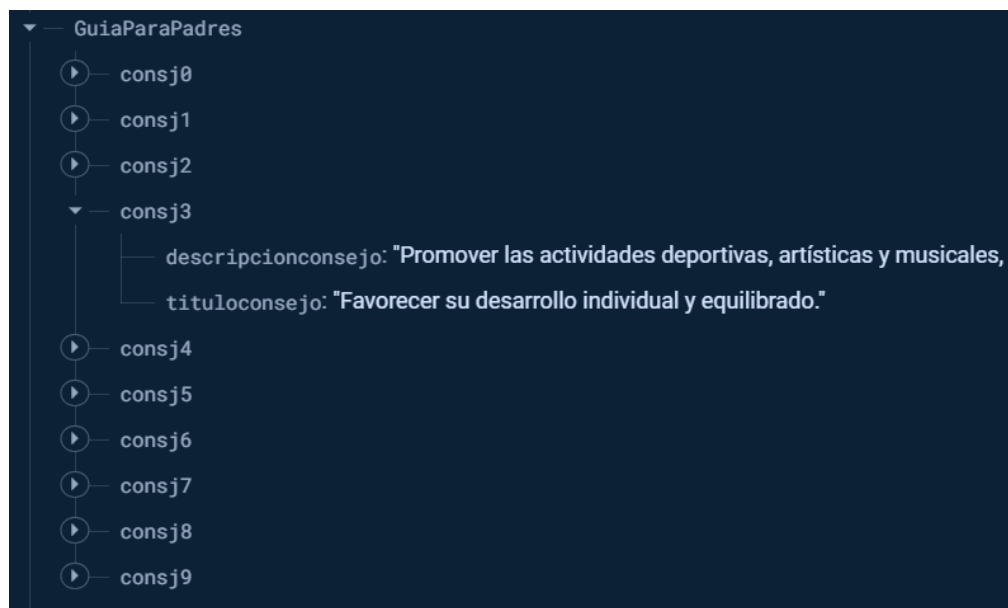 GuiaParaPadres
consj0
consj1
consj2
consj3
descripcionconsejo: "Promover las actividades deportivas, artísticas y musicales,
tituloconsejo: "Favorecer su desarrollo individual y equilibrado."
consj4
consj5
consj6
consj7
consj8
consj9